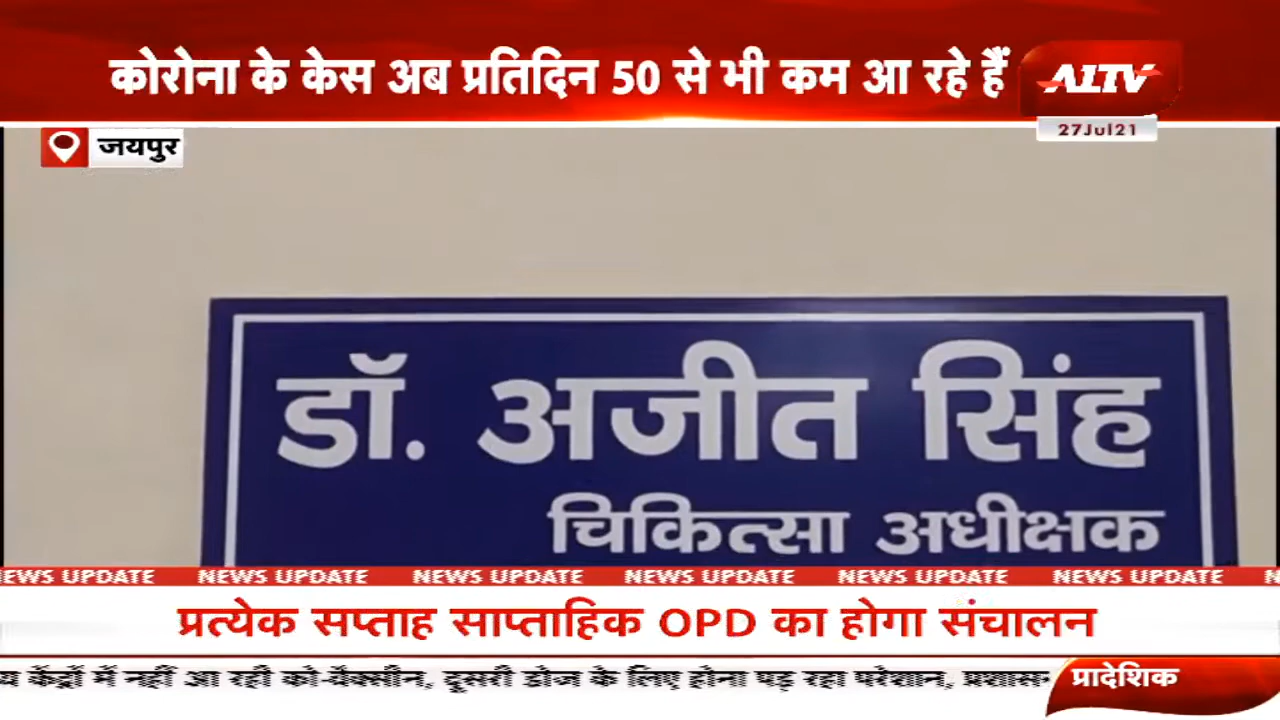 कोरोना के केस अब प्रतिदिन 50 से भी कम आ रहे हैं
ALTV
27Jul21
जयपुर
डॉ. अजीत सिंह
चिकित्सा अधीक्षक
NEWS UPDATE NEWS UPDATE NEWS UPDATE NEWS UPDATE NEWS UPDATE NEWS UPDATE
प्रत्येक सप्ताह साप्ताहिक OPD का होगा संचालन
केंद्रों में नहीं आ रही को-वैक्सीन, दूसरी डोज के लिए होना पड़ रहा परेशान,
प्रादेशिक